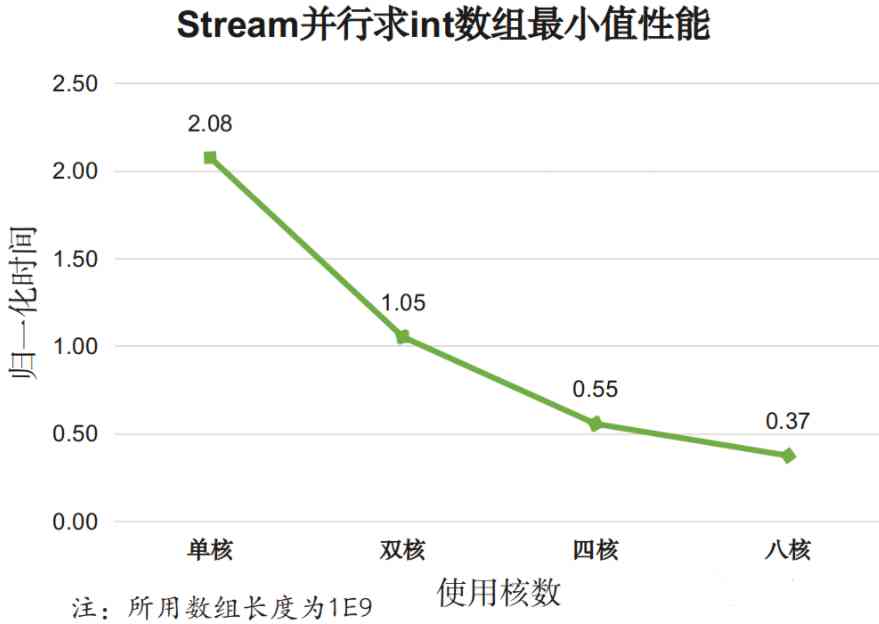 Stream并行求int数组最小值性能
2.50
2.08
2.00
1.50
1.05
1.00
0.55
0.50
0.37
0.00
归一化时间
单核 双核 四核 八核
使用核数
注：所用数组长度为1E9